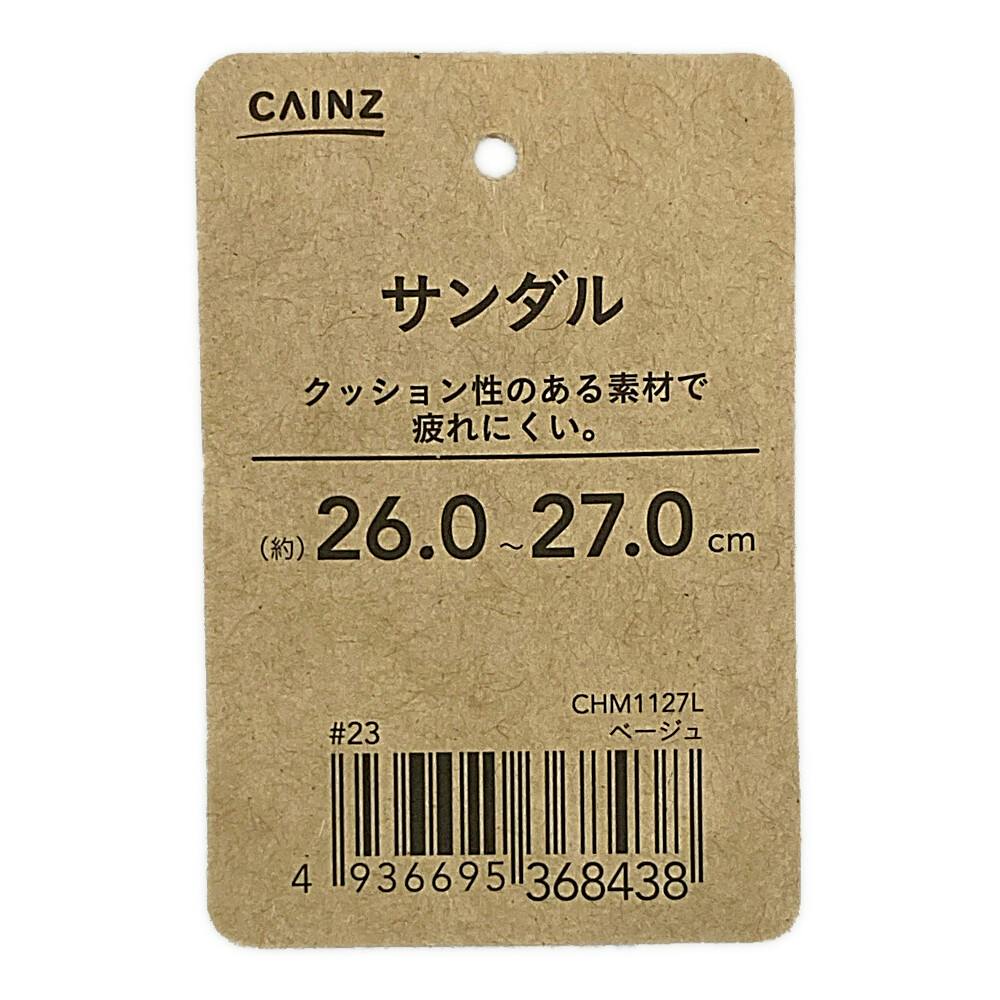 CAINZ
サンダル
クッション性のある素材で
疲れにくい。
(約) 26.0~27.0 cm
CHM1127L
#23 ベージュ
4 936695 368438